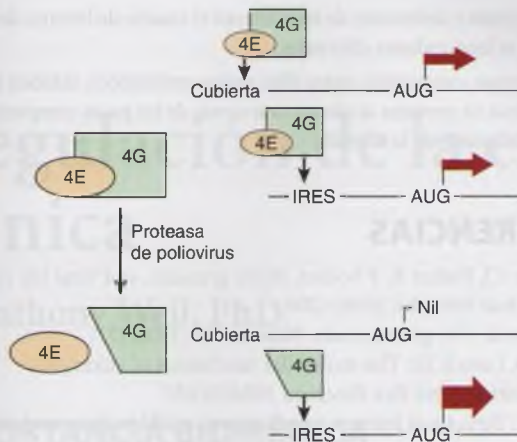 4G
4E
Cubierta
AUG
4G
4E
4G
4E
IRES
AUG
Proteasa
de poliovirus
4G
4E
Nil
Cubierta
AUG
4G
IRES
AUG